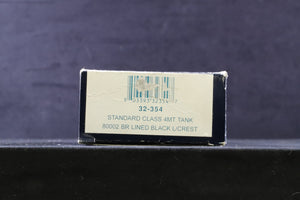 32-354
STANDARD CLASS 4MT TANK
80002 BR LINED BLACK L/CREST